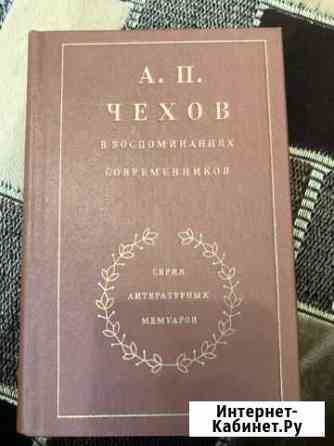 А. П.
ЧЕХОВ
В ВОСПОМИНАНИЯХ
СОВРЕМЕННИКОВ
СЕРИЯ
ЛИТЕРАТУРНЫХ
МЕМУАРОВ
Интернет-
Кабинет.Ру